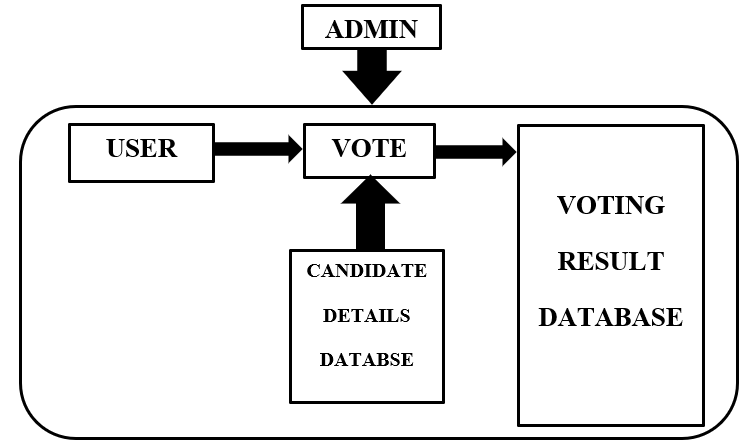 ADMIN
USER
VOTE
VOTING
RESULT
DATABASE
CANDIDATE
DETAILS
DATABSE